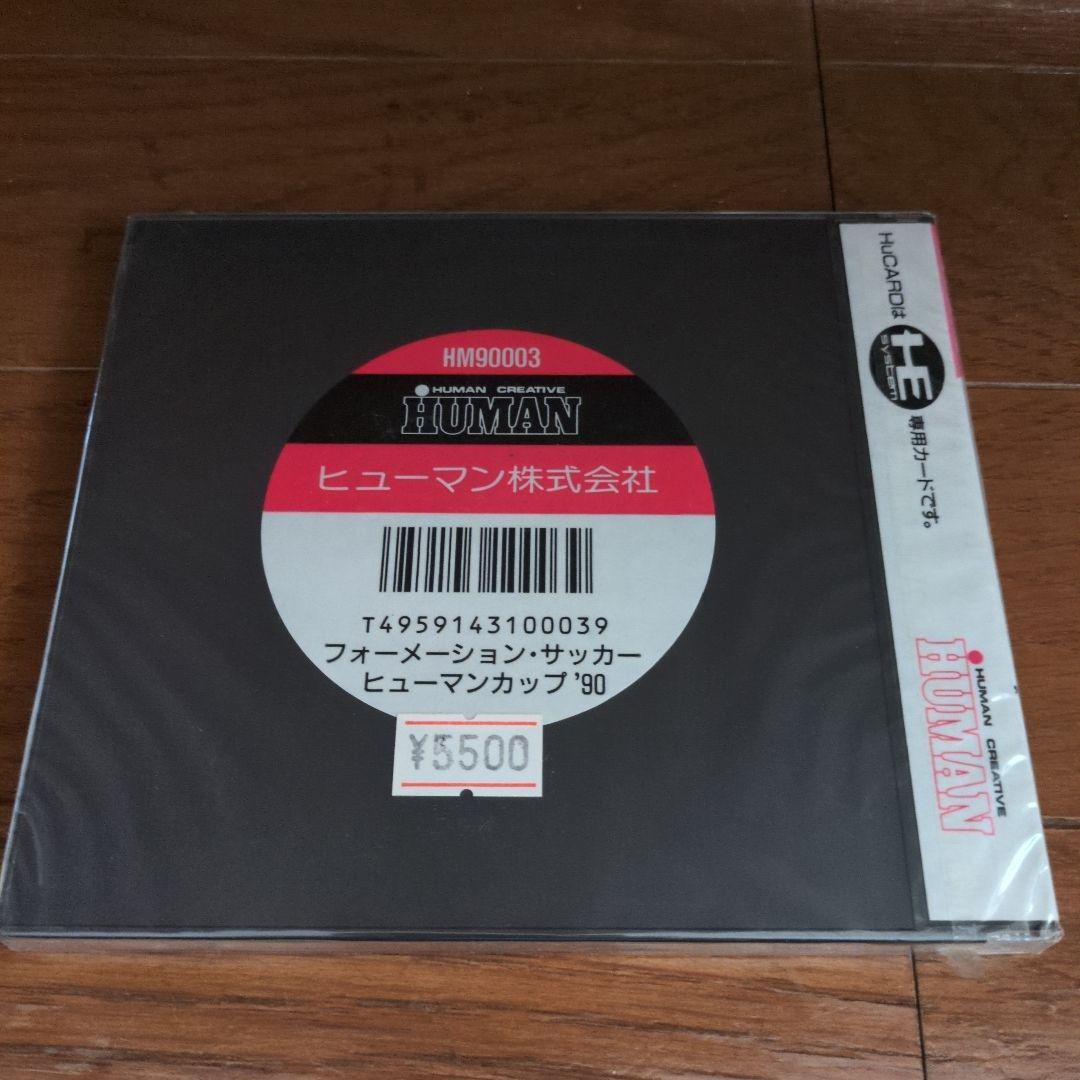 HM90003
HUMAN CREATIVE
HUMAN
ヒューマン株式会社
T4959143100039
フォーメーション・サッカー
ヒューマンカップ'90
¥5500
HuCARDは
HE
SYSTEM
専用カードです。
HUMAN CREATIVE
HUMAN